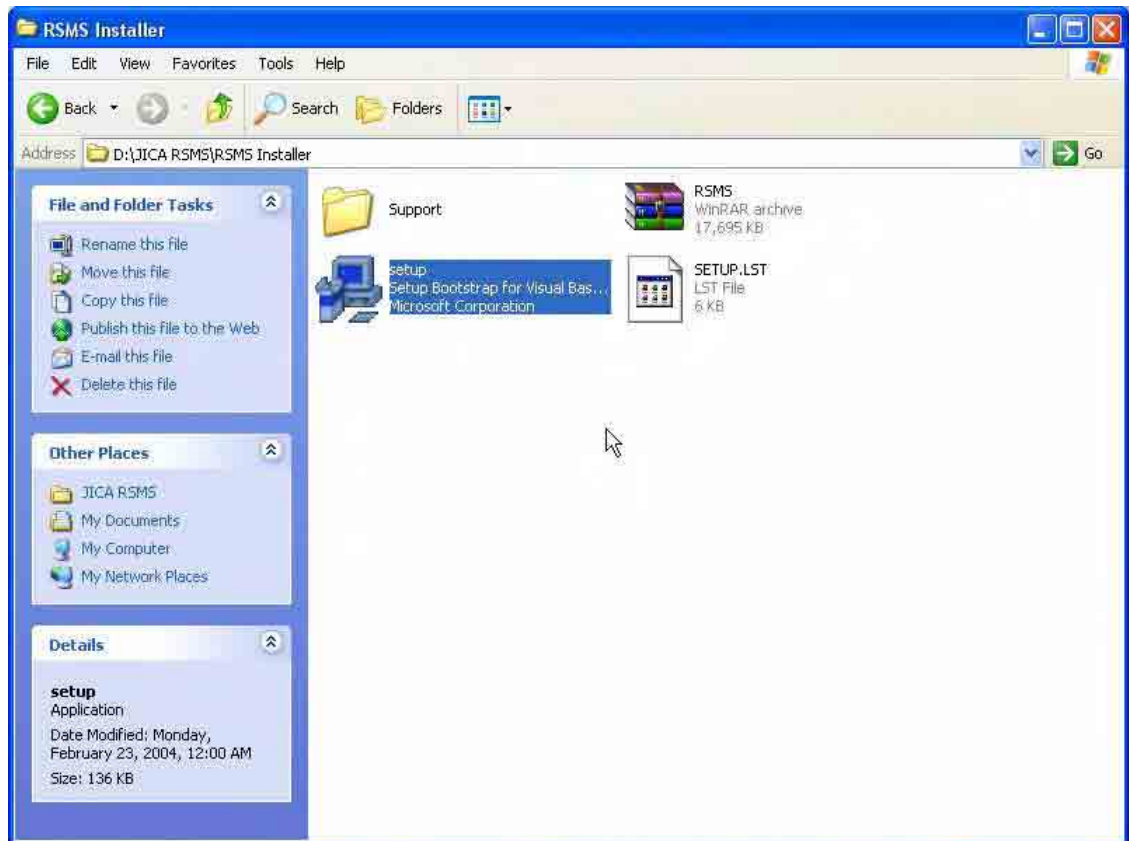 RSMS Installer
File Edit View Favorites Tools Help
Back Search Folders
Address D:\JICA RSMS\RSMS Installer Go
File and Folder Tasks
Rename this file
Move this file
Copy this file
Publish this file to the Web
E-mail this file
Delete this file
Other Places
JICA RSMS
My Documents
My Computer
My Network Places
Details
setup
Application
Date Modified: Monday,
February 23, 2004, 12:00 AM
Size: 136 KB
Support
RSMS
WinRAR archive
17,695 KB
setup
Setup Bootstrap for Visual Bas...
Microsoft Corporation
SETUP.LST
LST File
6 KB